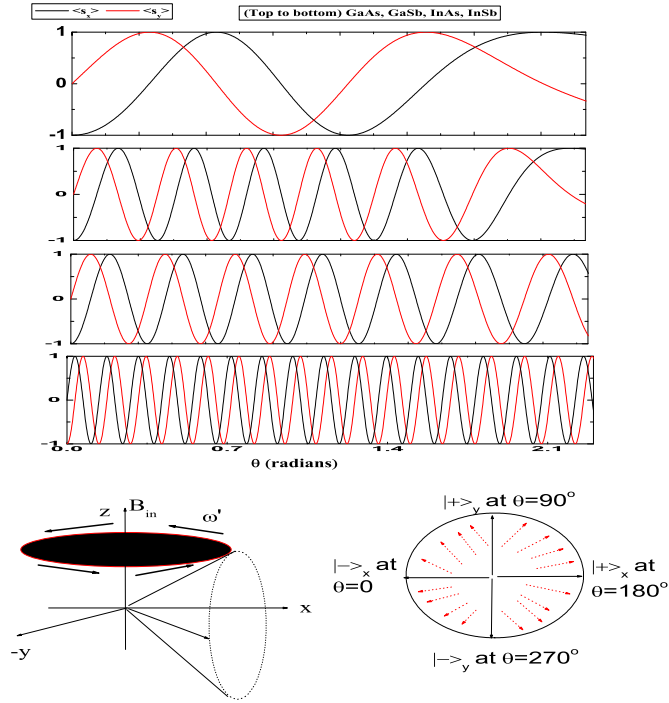 <s_x> <s_y>
(Top to bottom) GaAs, GaSb, InAs, InSb
1
0
-1
1
0
-1
1
0
-1
1
0
-1
0.0 0.7 1.4 2.1
θ (radians)
z B_in ω'
x
-y
|+>_y at θ=90°
|->_x at
θ=0
|+>_x at
θ=180°
|->_y at θ=270°